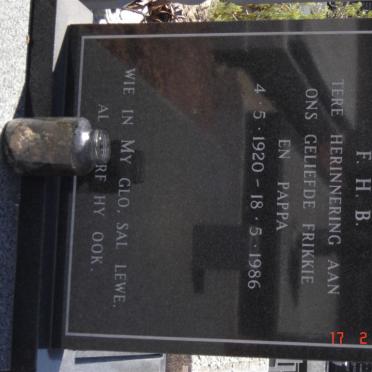 F. H. B.
TERE HERINNERING AAN
ONS GELIEFDE FRIKKIE
EN PAPPA
4 · 5 · 1920 – 18 · 5 · 1986
WIE IN MY GLO, SAL LEWE.
AL HY OOK.
17 2